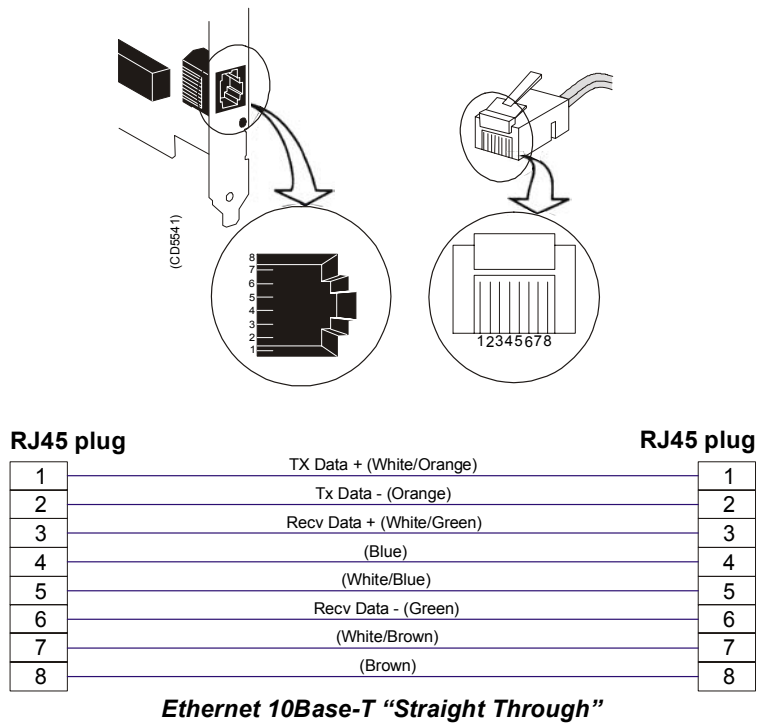 (CD5541)
8
7
6
5
4
3
2
1
12345678
RJ45 plug RJ45 plug
1 TX Data + (White/Orange) 1
2 Tx Data - (Orange) 2
3 Recv Data + (White/Green) 3
4 (Blue) 4
5 (White/Blue) 5
6 Recv Data - (Green) 6
7 (White/Brown) 7
8 (Brown) 8
Ethernet 10Base-T “Straight Through”